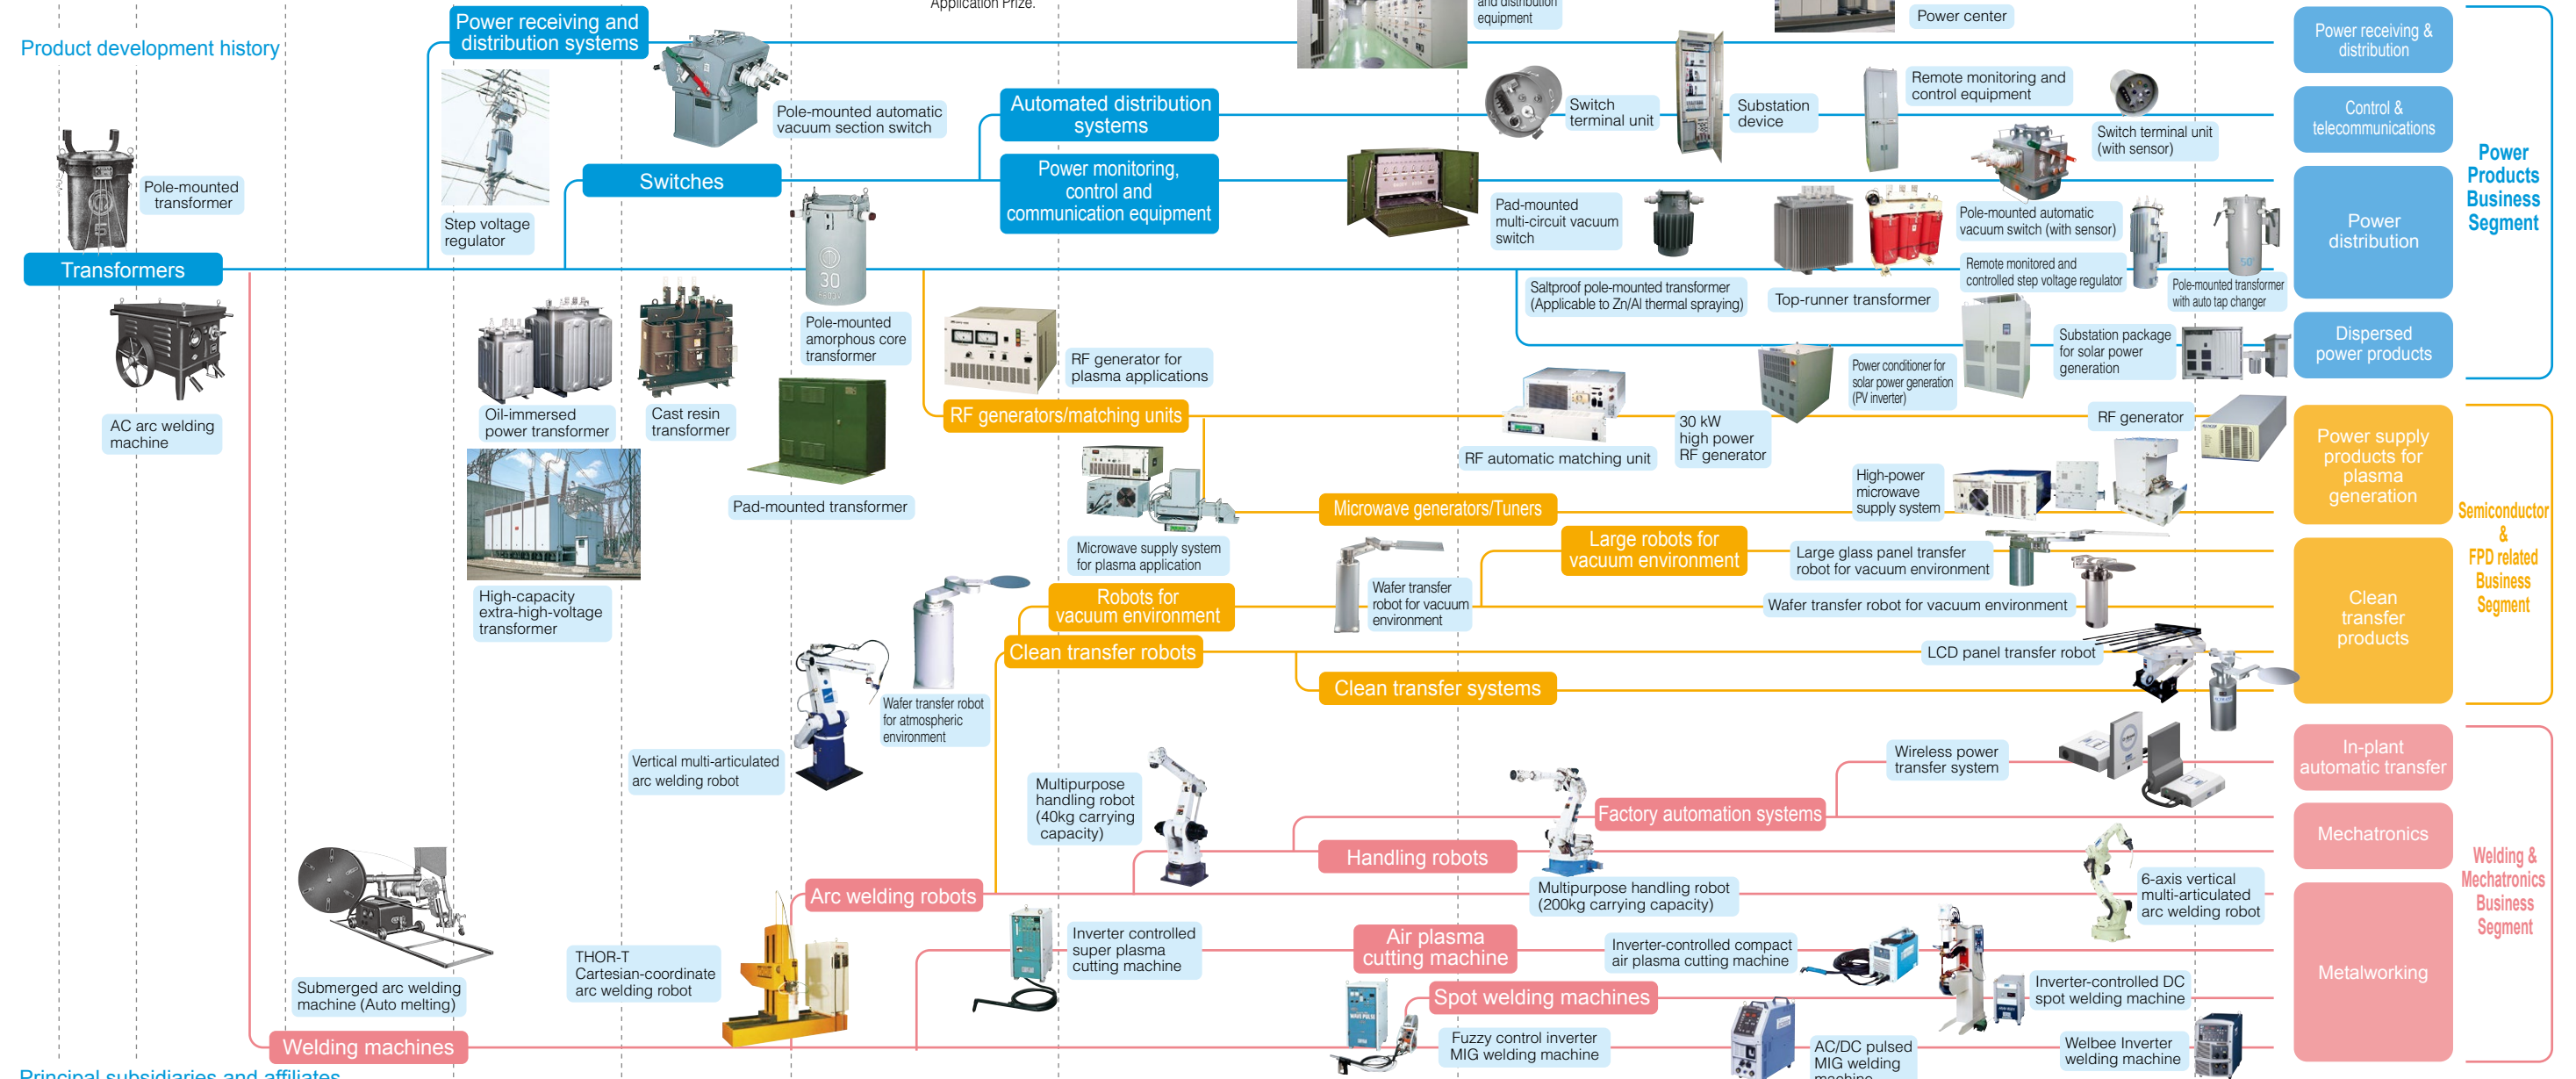 Application Prize.
Product development history
Power receiving and
distribution systems
and distribution
equipment
Power center
Power receiving &
distribution
Pole-mounted automatic
vacuum section switch
Automated distribution
systems
Switch
terminal unit
Substation
device
Remote monitoring and
control equipment
Switch terminal unit
(with sensor)
Control &
telecommunications
Power
Products
Business
Segment
Pole-mounted
transformer
Step voltage
regulator
Switches
Power monitoring,
control and
communication equipment
Pad-mounted
multi-circuit vacuum
switch
Pole-mounted automatic
vacuum switch (with sensor)
Power
distribution
Transformers
30
Saltproof pole-mounted transformer
(Applicable to Zn/Al thermal spraying)
Top-runner transformer
Remote monitored and
controlled step voltage regulator
Pole-mounted transformer
with auto tap changer
AC arc welding
machine
Oil-immersed
power transformer
Cast resin
transformer
Pole-mounted
amorphous core
transformer
RF generator for
plasma applications
Power conditioner for
solar power generation
(PV inverter)
Substation package
for solar power
generation
Dispersed
power products
RF generators/matching units
RF automatic matching unit
30 kW
high power
RF generator
RF generator
Power supply
products for
plasma
generation
Pad-mounted transformer
High-power
microwave
supply system
Microwave generators/Tuners
Microwave supply system
for plasma application
High-capacity
extra-high-voltage
transformer
Large robots for
vacuum environment
Large glass panel transfer
robot for vacuum environment
Semiconductor
&
FPD related
Business
Segment
Robots for
vacuum environment
Wafer transfer
robot for vacuum
environment
Wafer transfer robot for vacuum environment
Clean
transfer
products
Clean transfer robots
LCD panel transfer robot
Clean transfer systems
Wafer transfer robot
for atmospheric
environment
Vertical multi-articulated
arc welding robot
Wireless power
transfer system
In-plant
automatic transfer
Multipurpose
handling robot
(40kg carrying
capacity)
Factory automation systems
Mechatronics
Handling robots
Multipurpose handling robot
(200kg carrying capacity)
Arc welding robots
6-axis vertical
multi-articulated
arc welding robot
Welding &
Mechatronics
Business
Segment
Submerged arc welding
machine (Auto melting)
THOR-T
Cartesian-coordinate
arc welding robot
Inverter controlled
super plasma
cutting machine
Air plasma
cutting machine
Inverter-controlled compact
air plasma cutting machine
Metalworking
Spot welding machines
Inverter-controlled DC
spot welding machine
Welding machines
Fuzzy control inverter
MIG welding machine
AC/DC pulsed
MIG welding
machine
Welbee Inverter
welding machine
Principal subsidiaries and affiliates